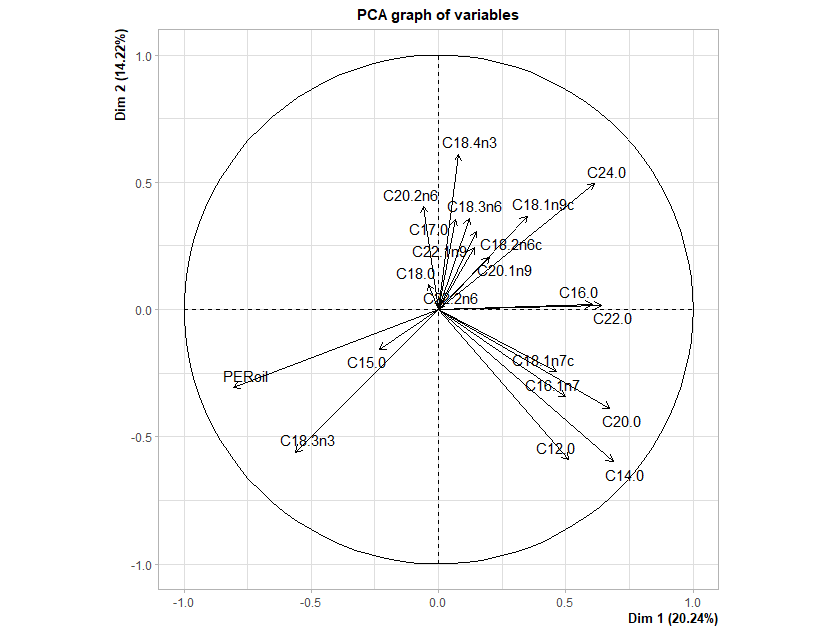 PCA graph of variables
Dim 2 (14.22%)
1.0
C18.4n3
C24.0
0.5
C20.2n6
C18.3n6
C18.1n9c
C17.0
C18.2n6c
C22.1n9
C20.1n9
C18.0
C22.2n6
C16.0
0.0
C22.0
C18.1n7c
C15.0
PERoil
C16.1n7
C20.0
C18.3n3
-0.5
C12.0
C14.0
-1.0
-1.0 -0.5 0.0 0.5 1.0
Dim 1 (20.24%)